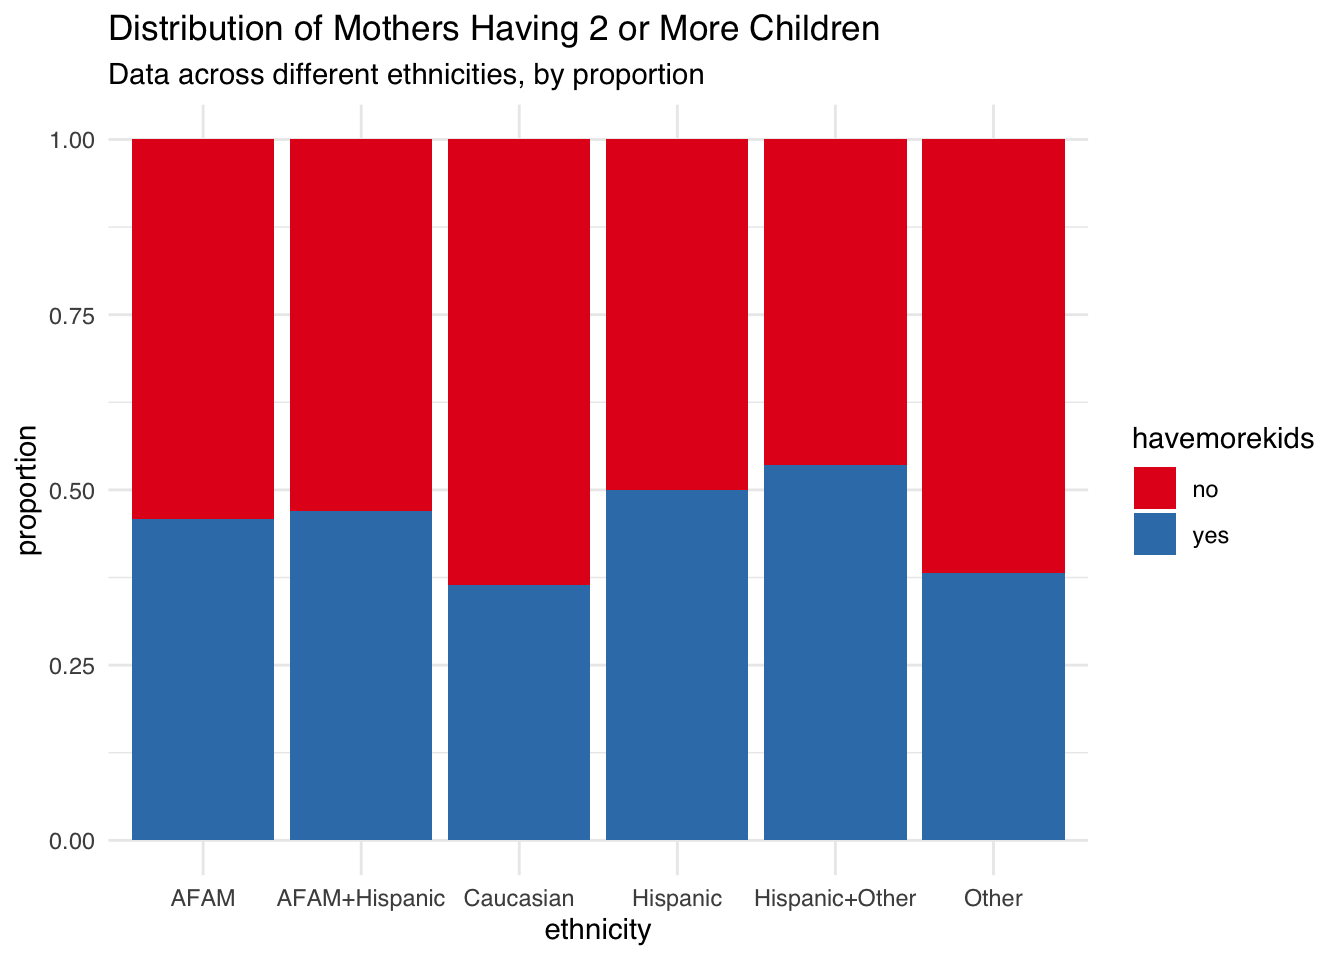 Distribution of Mothers Having 2 or More Children
Data across different ethnicities, by proportion
1.00
0.75
0.50
0.25
0.00
proportion
AFAM AFAM+Hispanic Caucasian Hispanic Hispanic+Other Other
ethnicity
havemorekids
no
yes